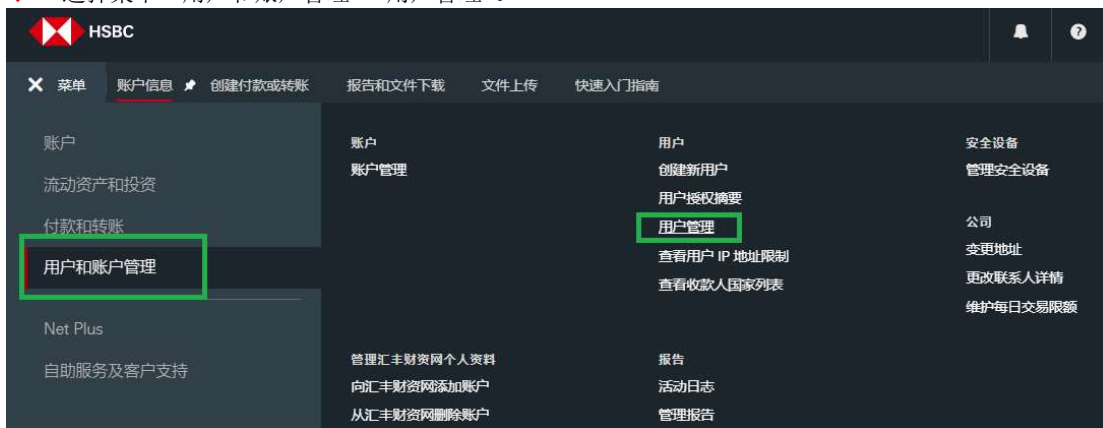 HSBC
菜单 账户信息 创建付款或转账 报告和文件下载 文件上传 快速入门指南
账户
流动资产和投资
付款和转账
用户和账户管理
Net Plus
自助服务及客户支持
账户
账户管理
用户
创建新用户
用户授权摘要
用户管理
查看用户 IP 地址限制
查看收款人国家列表
安全设备
管理安全设备
公司
变更地址
更改联系人详情
维护每日交易限额
管理汇丰财资网个人资料
向汇丰财资网添加账户
从汇丰财资网删除账户
报告
活动日志
管理报告